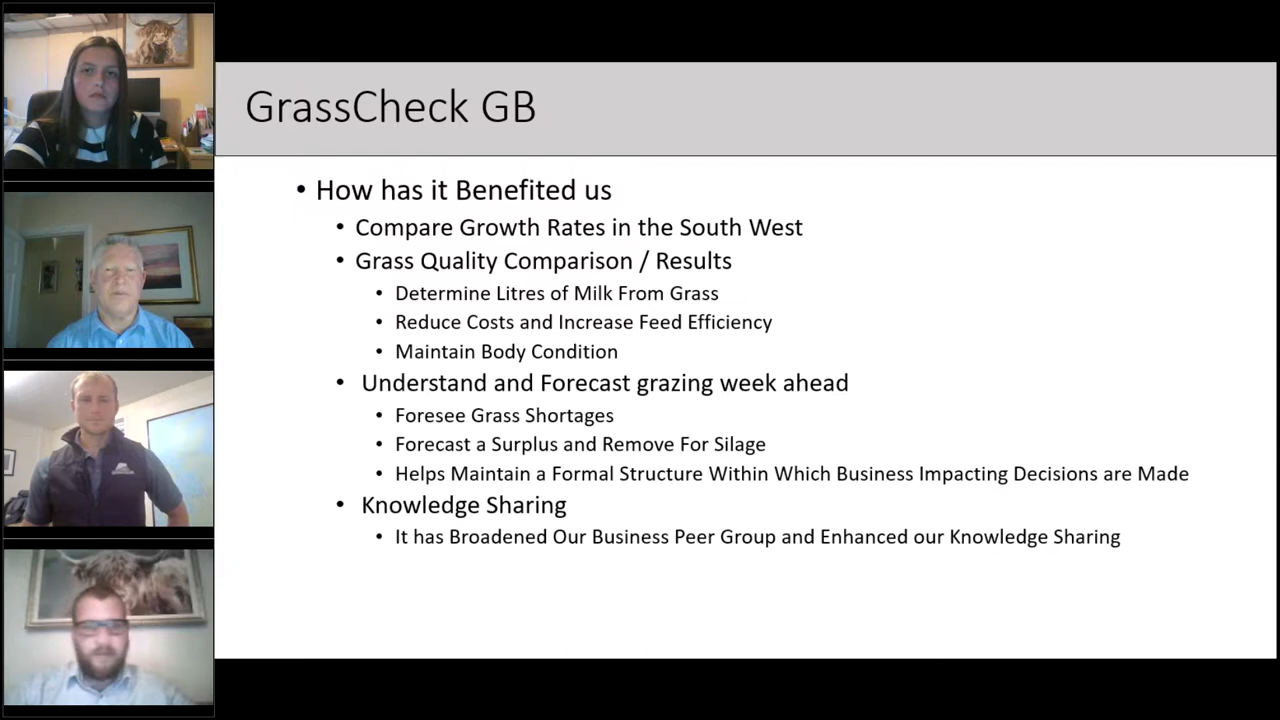 GrassCheck GB
• How has it Benefited us
• Compare Growth Rates in the South West
• Grass Quality Comparison / Results
• Determine Litres of Milk From Grass
• Reduce Costs and Increase Feed Efficiency
• Maintain Body Condition
• Understand and Forecast grazing week ahead
• Foresee Grass Shortages
• Forecast a Surplus and Remove For Silage
• Helps Maintain a Formal Structure Within Which Business Impacting Decisions are Made
• Knowledge Sharing
• It has Broadened Our Business Peer Group and Enhanced our Knowledge Sharing